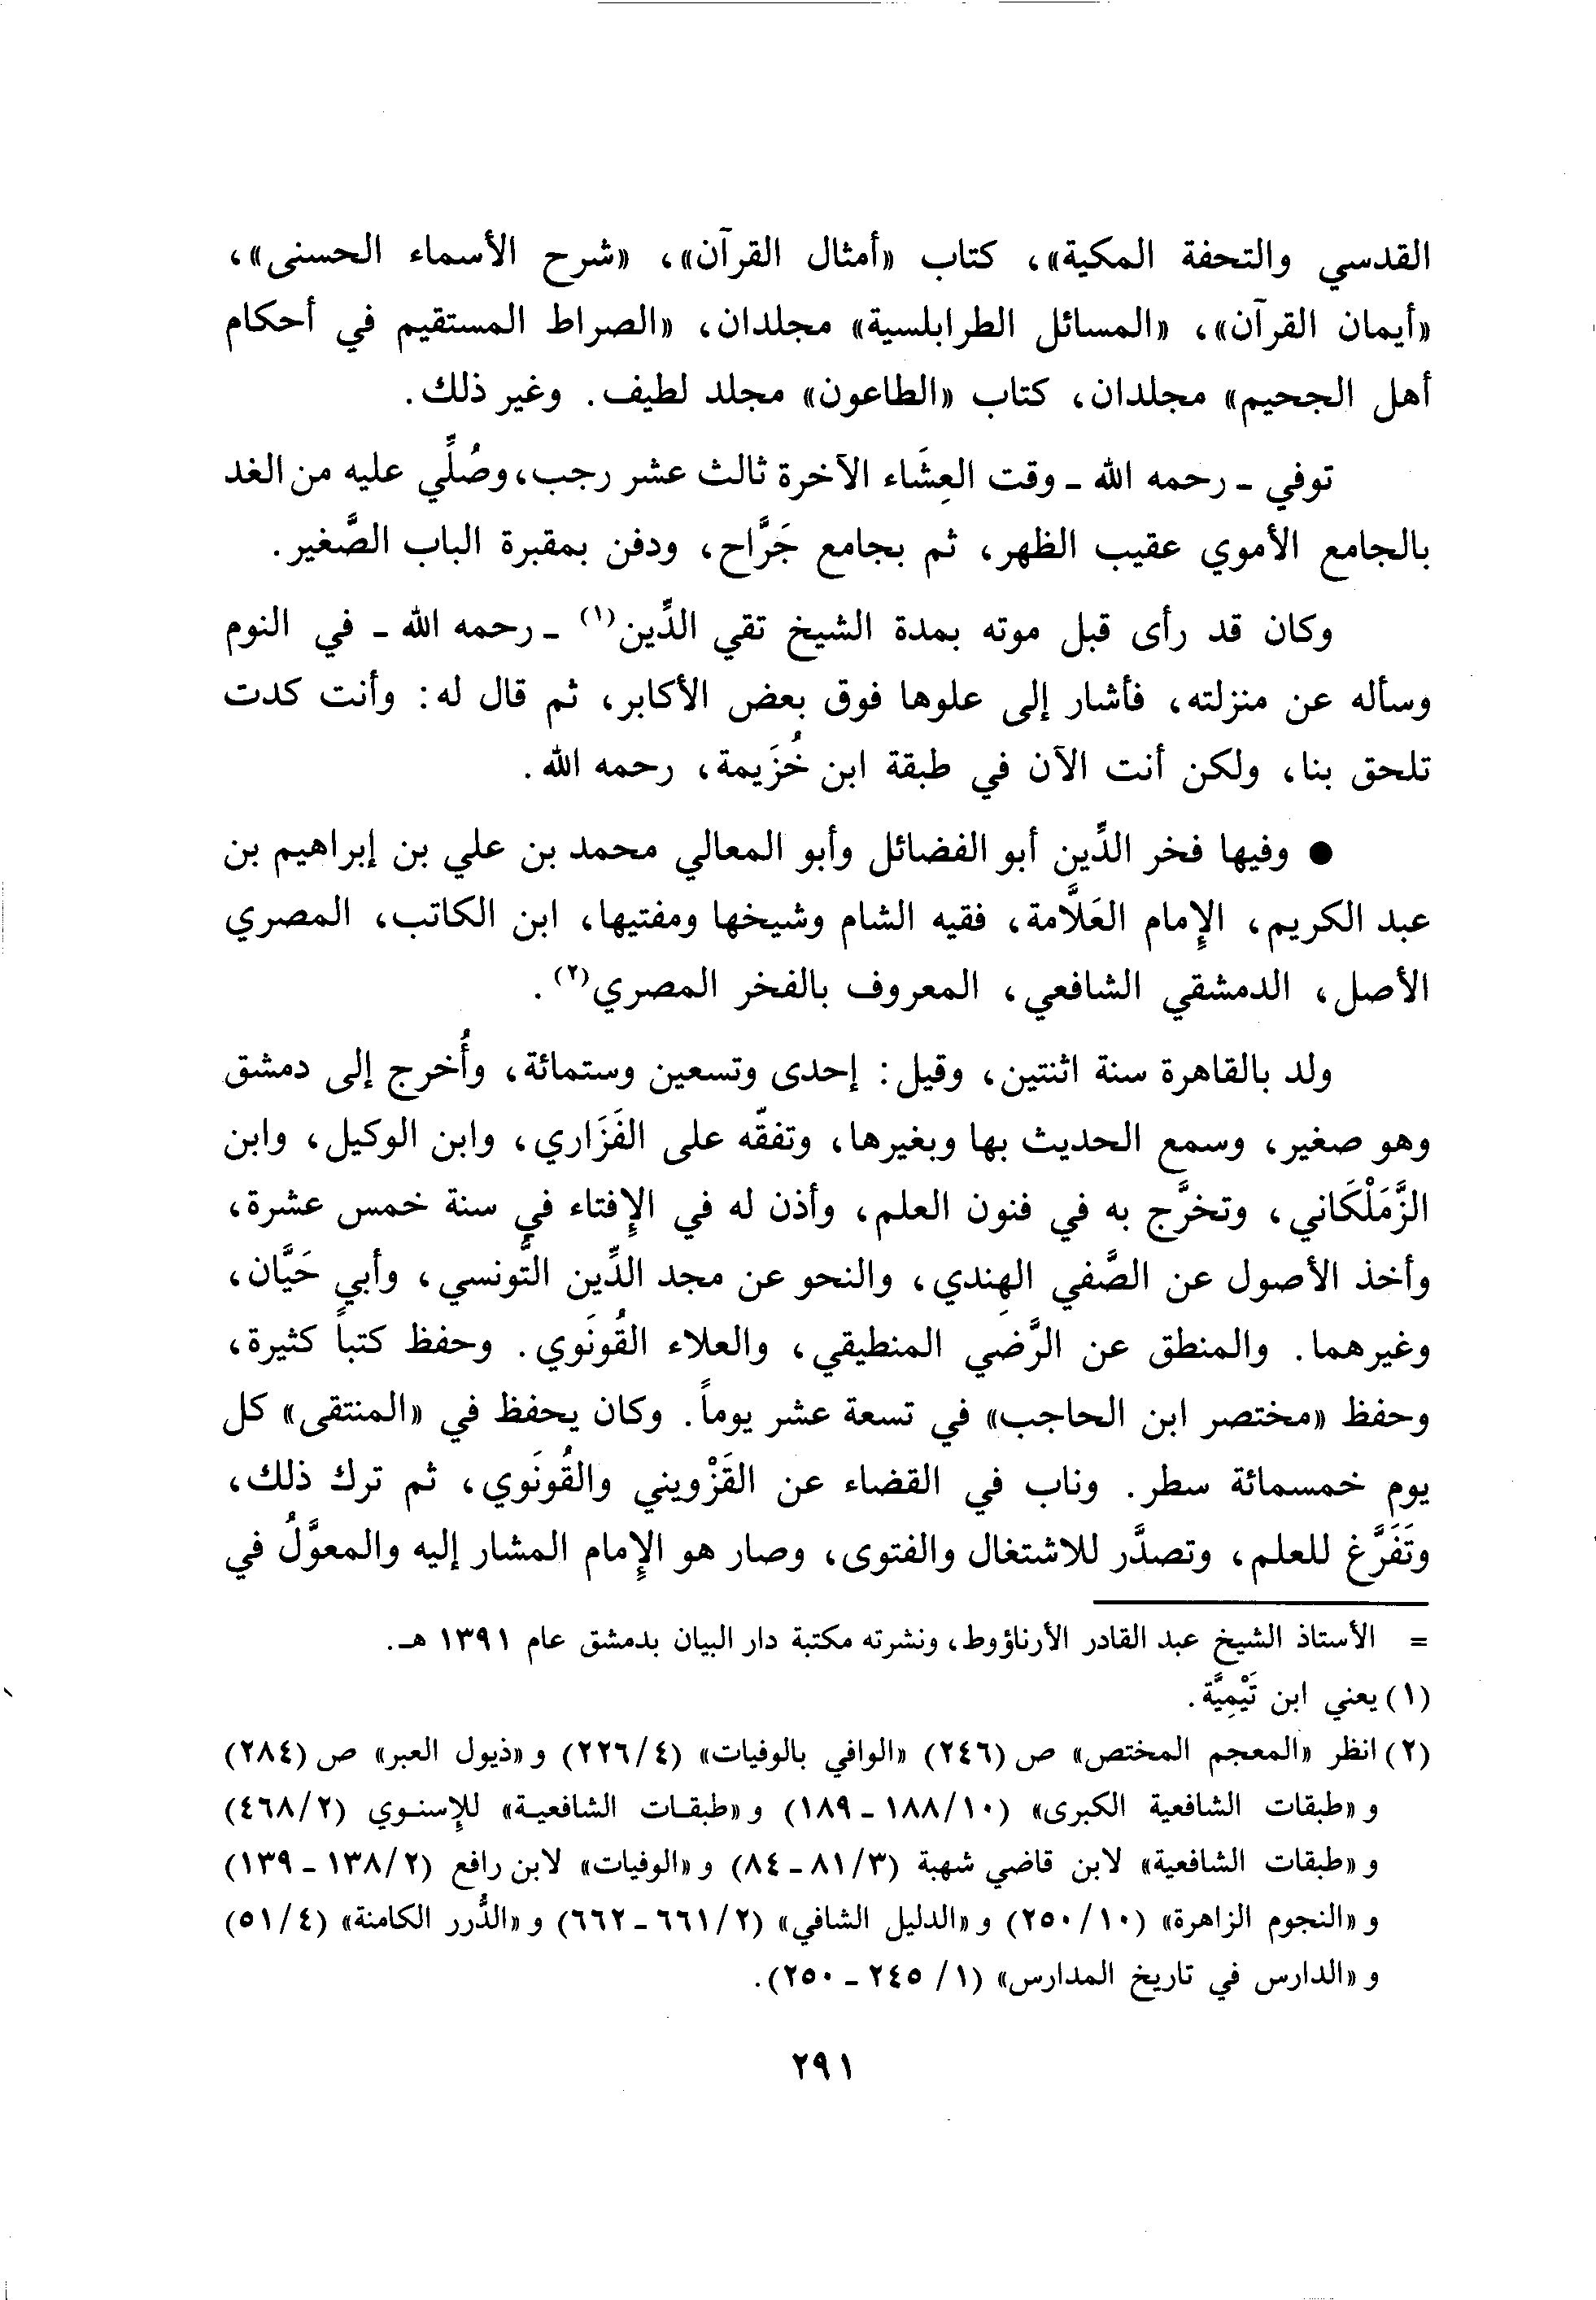 القدسي والتحفة المكية»، كتاب «أمثال القرآن»، «شرح الأسماء الحسنى»،
«أيمان القرآن»، «المسائل الطرابلسية» مجلدان، «الصراط المستقيم في أحكام
أهل الجحيم» مجلدان، كتاب «الطاعون» مجلد لطيف. وغير ذلك.
توفي ـ رحمه الله ـ وقت العِشَاء الآخرة ثالث عشر رجب، وصُلِّي عليه من الغد
بالجامع الأموي عقيب الظهر، ثم بجامع جَرَّاح، ودفن بمقبرة الباب الصَّغير.
وكان قد رأى قبل موته بمدة الشيخ تقي الدِّين(١) ـ رحمه الله ـ في النوم
وسأله عن منزلته، فأشار إلى علوها فوق بعض الأكابر، ثم قال له: وأنت كدت
تلحق بنا، ولكن أنت الآن في طبقة ابن خُزَيمة، رحمه الله.
● وفيها فخر الدِّين أبو الفضائل وأبو المعالي محمد بن علي بن إبراهيم بن
عبد الكريم، الإِمام العَلَّامة، فقيه الشام وشيخها ومفتيها، ابن الكاتب، المصري
الأصل، الدمشقي الشافعي، المعروف بالفخر المصري(٢).
ولد بالقاهرة سنة اثنتين، وقيل: إحدى وتسعين وستمائة، وأُخرج إلى دمشق
وهو صغير، وسمع الحديث بها وبغيرها، وتفقّه على الفَزَاري، وابن الوكيل، وابن
الزَّمَلْكَاني، وتخرَّج به في فنون العلم، وأذن له في الإِفتاء في سنة خمس عشرة،
وأخذ الأصول عن الصَّفي الهندي، والنحو عن مجد الدِّين التُّونسي، وأبي حَيَّان،
وغيرهما. والمنطق عن الرَّضِي المنطيقي، والعلاء القُونَوي. وحفظ كتباً كثيرة،
وحفظ «مختصر ابن الحاجب» في تسعة عشر يوماً. وكان يحفظ في «المنتقى» كل
يوم خمسمائة سطر. وناب في القضاء عن القَزْويني والقُونَوي، ثم ترك ذلك،
وتَفَرَّغ للعلم، وتصدَّر للاشتغال والفتوى، وصار هو الإِمام المشار إليه والمعوَّلُ في
= الأستاذ الشيخ عبد القادر الأرناؤوط، ونشرته مكتبة دار البيان بدمشق عام ١٣٩١ هـ.
(١) يعني ابن تَيْمِيَّة.
(٢) انظر «المعجم المختص» ص (٢٤٦) «الوافي بالوفيات» (٢٢٦/٤) و «ذيول العبر» ص (٢٨٤)
و «طبقات الشافعية الكبرى» (١٨٨/١٠ ـ ١٨٩) و «طبقات الشافعية» للإِسنوي (٤٦٨/٢)
و «طبقات الشافعية» لابن قاضي شهبة (٨١/٣ ـ ٨٤) و «الوفيات» لابن رافع (١٣٨/٢ ـ ١٣٩)
و «النجوم الزاهرة» (٢٥٠/١٠) و «الدليل الشافي» (٦٦١/٢ ـ ٦٦٢) و «الدُّرر الكامنة» (٥١/٤)
و «الدارس في تاريخ المدارس» (١/ ٢٤٥ ـ ٢٥٠).
٢٩١